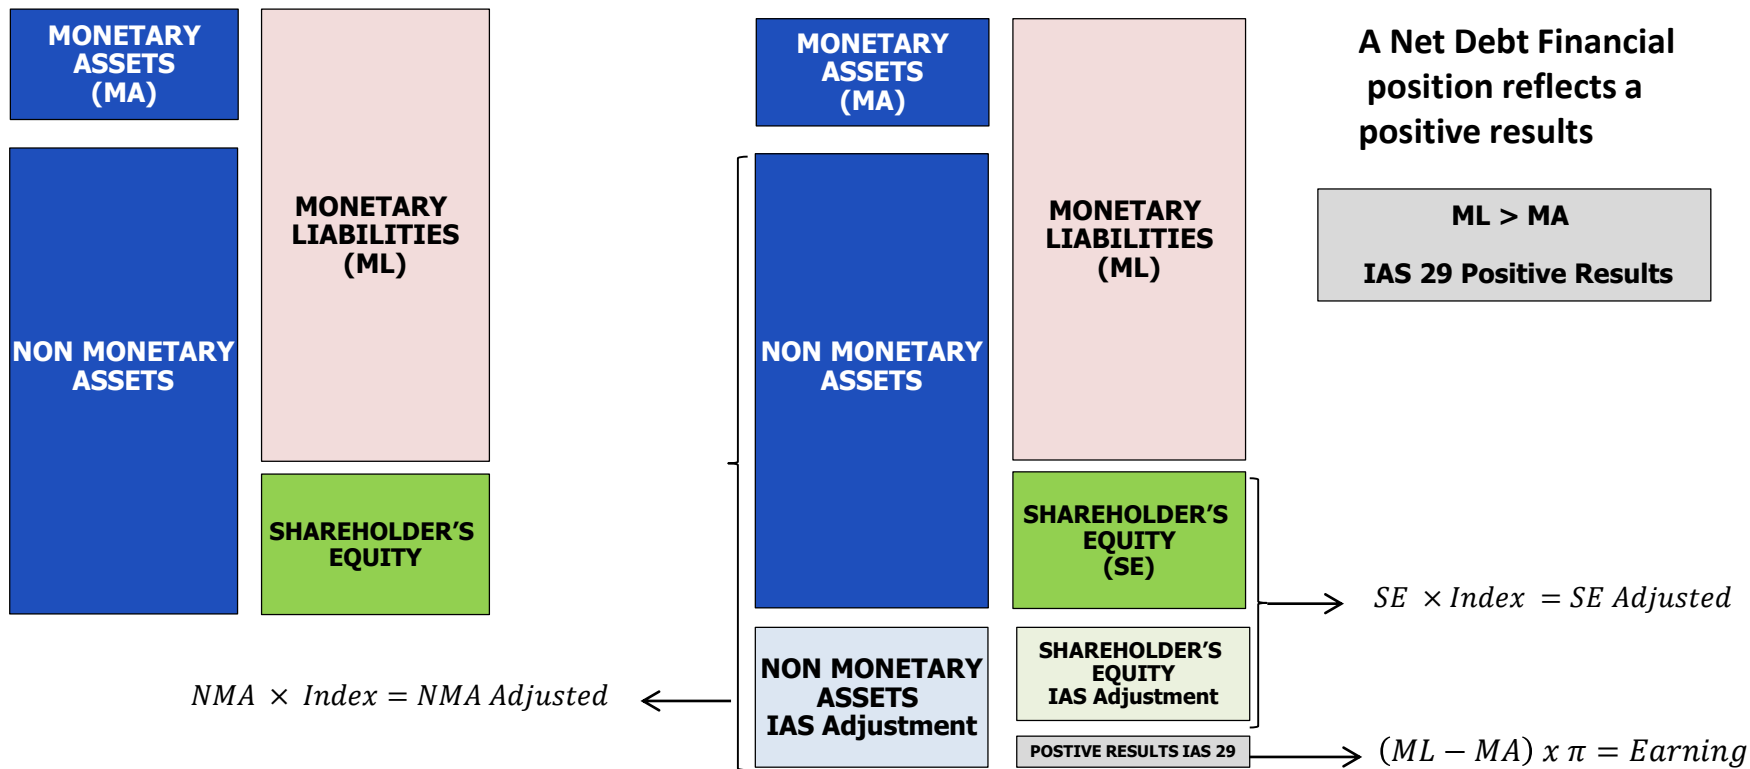 MONETARY
ASSETS
(MA)
NON MONETARY
ASSETS
MONETARY
LIABILITIES
(ML)
SHAREHOLDER'S
EQUITY
MONETARY
ASSETS
(MA)
NON MONETARY
ASSETS
NON MONETARY
ASSETS
IAS Adjustment
NMA × Index = NMA Adjusted
MONETARY
LIABILITIES
(ML)
SHAREHOLDER'S
EQUITY
(SE)
SHAREHOLDER'S
EQUITY
IAS Adjustment
POSTIVE RESULTS IAS 29
A Net Debt Financial
position reflects a
positive results
ML > MA
IAS 29 Positive Results
SE × Index = SE Adjusted
(ML − MA) x π = Earning